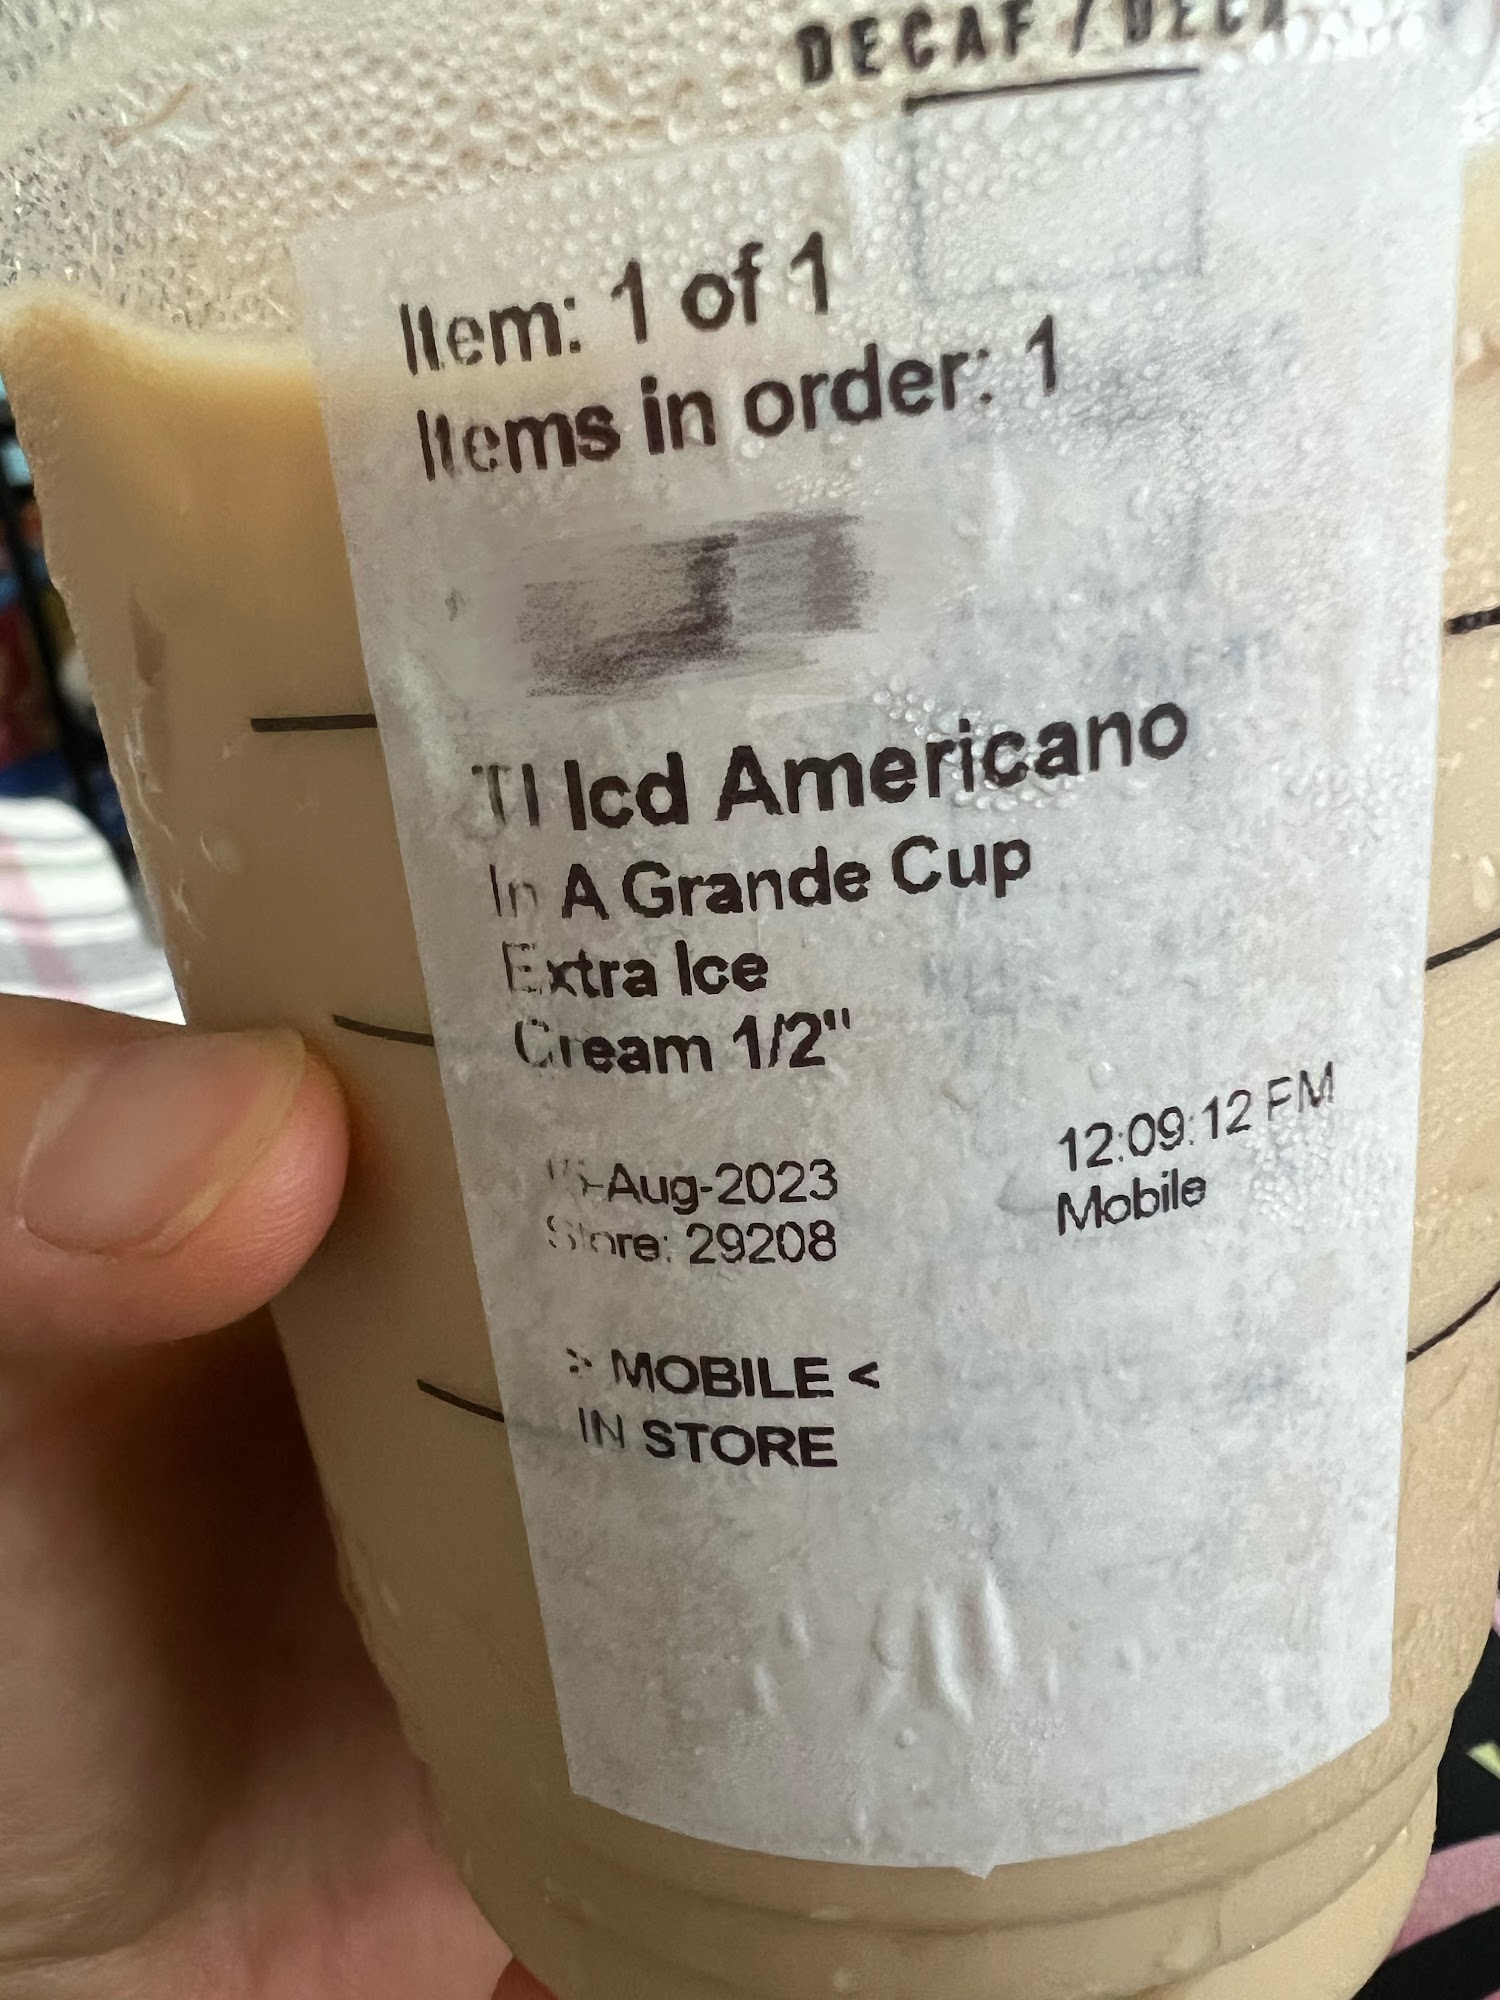 DECAF /
Item: 1 of 1
Items in order: 1
Tl Icd Americano
In A Grande Cup
Extra Ice
Cream 1/2"
-Aug-2023
12:09:12 PM
Store: 29208
Mobile
> MOBILE <
IN STORE